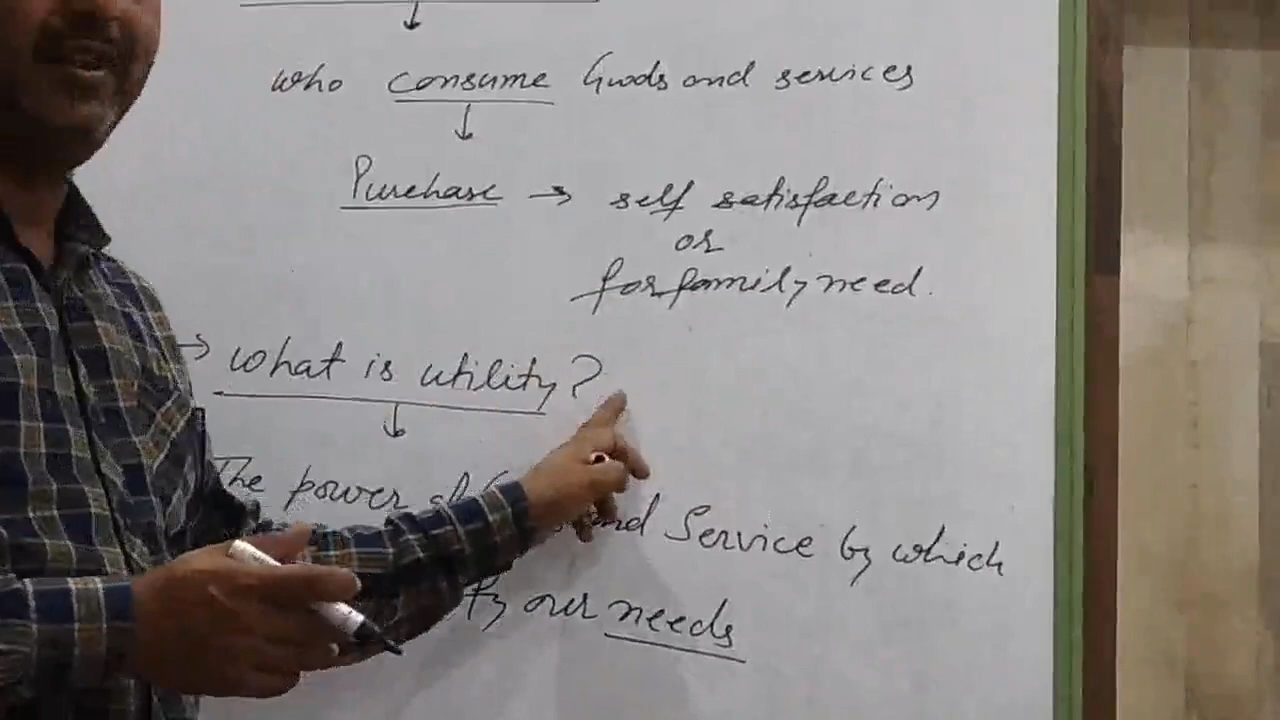 who consume Goods and services
Purchase → self satisfaction
or
for family need.
→ What is utility?
The power of and Service by which
our needs